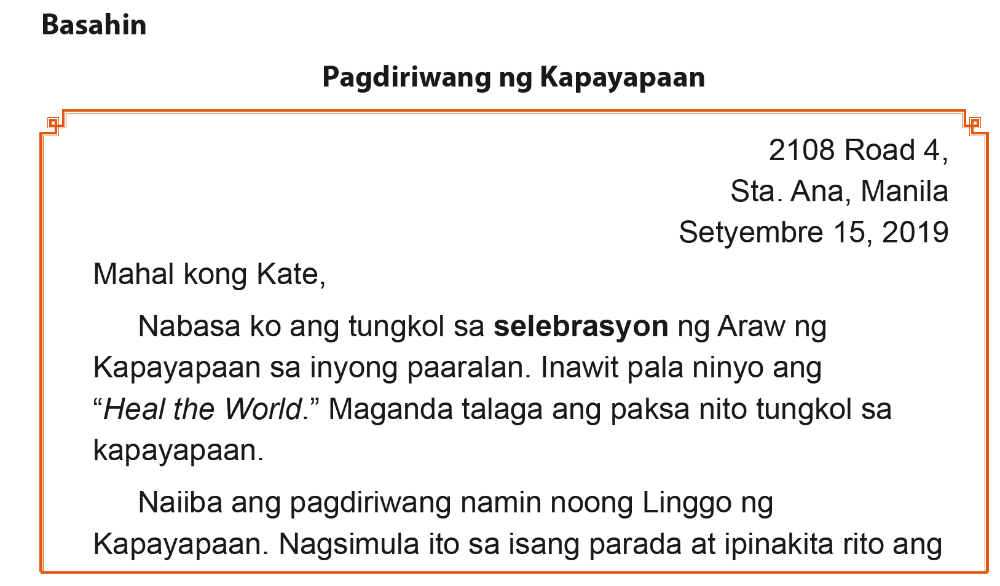 Basahin
Pagdiriwang ng Kapayapaan
2108 Road 4,
Sta. Ana, Manila
Setyembre 15, 2019
Mahal kong Kate,
Nabasa ko ang tungkol sa selebrasyon ng Araw ng
Kapayapaan sa inyong paaralan. Inawit pala ninyo ang
“Heal the World.” Maganda talaga ang paksa nito tungkol sa
kapayapaan.
Naiiba ang pagdiriwang namin noong Linggo ng
Kapayapaan. Nagsimula ito sa isang parada at ipinakita rito ang